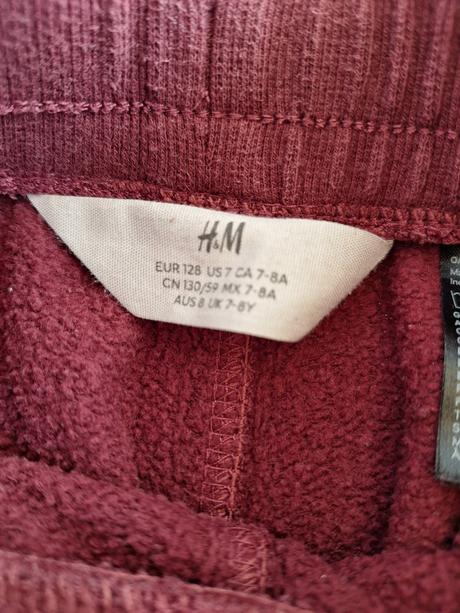 H&M
EUR 128 US 7 CA 7-8A
CN 130/59 MX 7-8A
AUS 8 UK 7-8Y